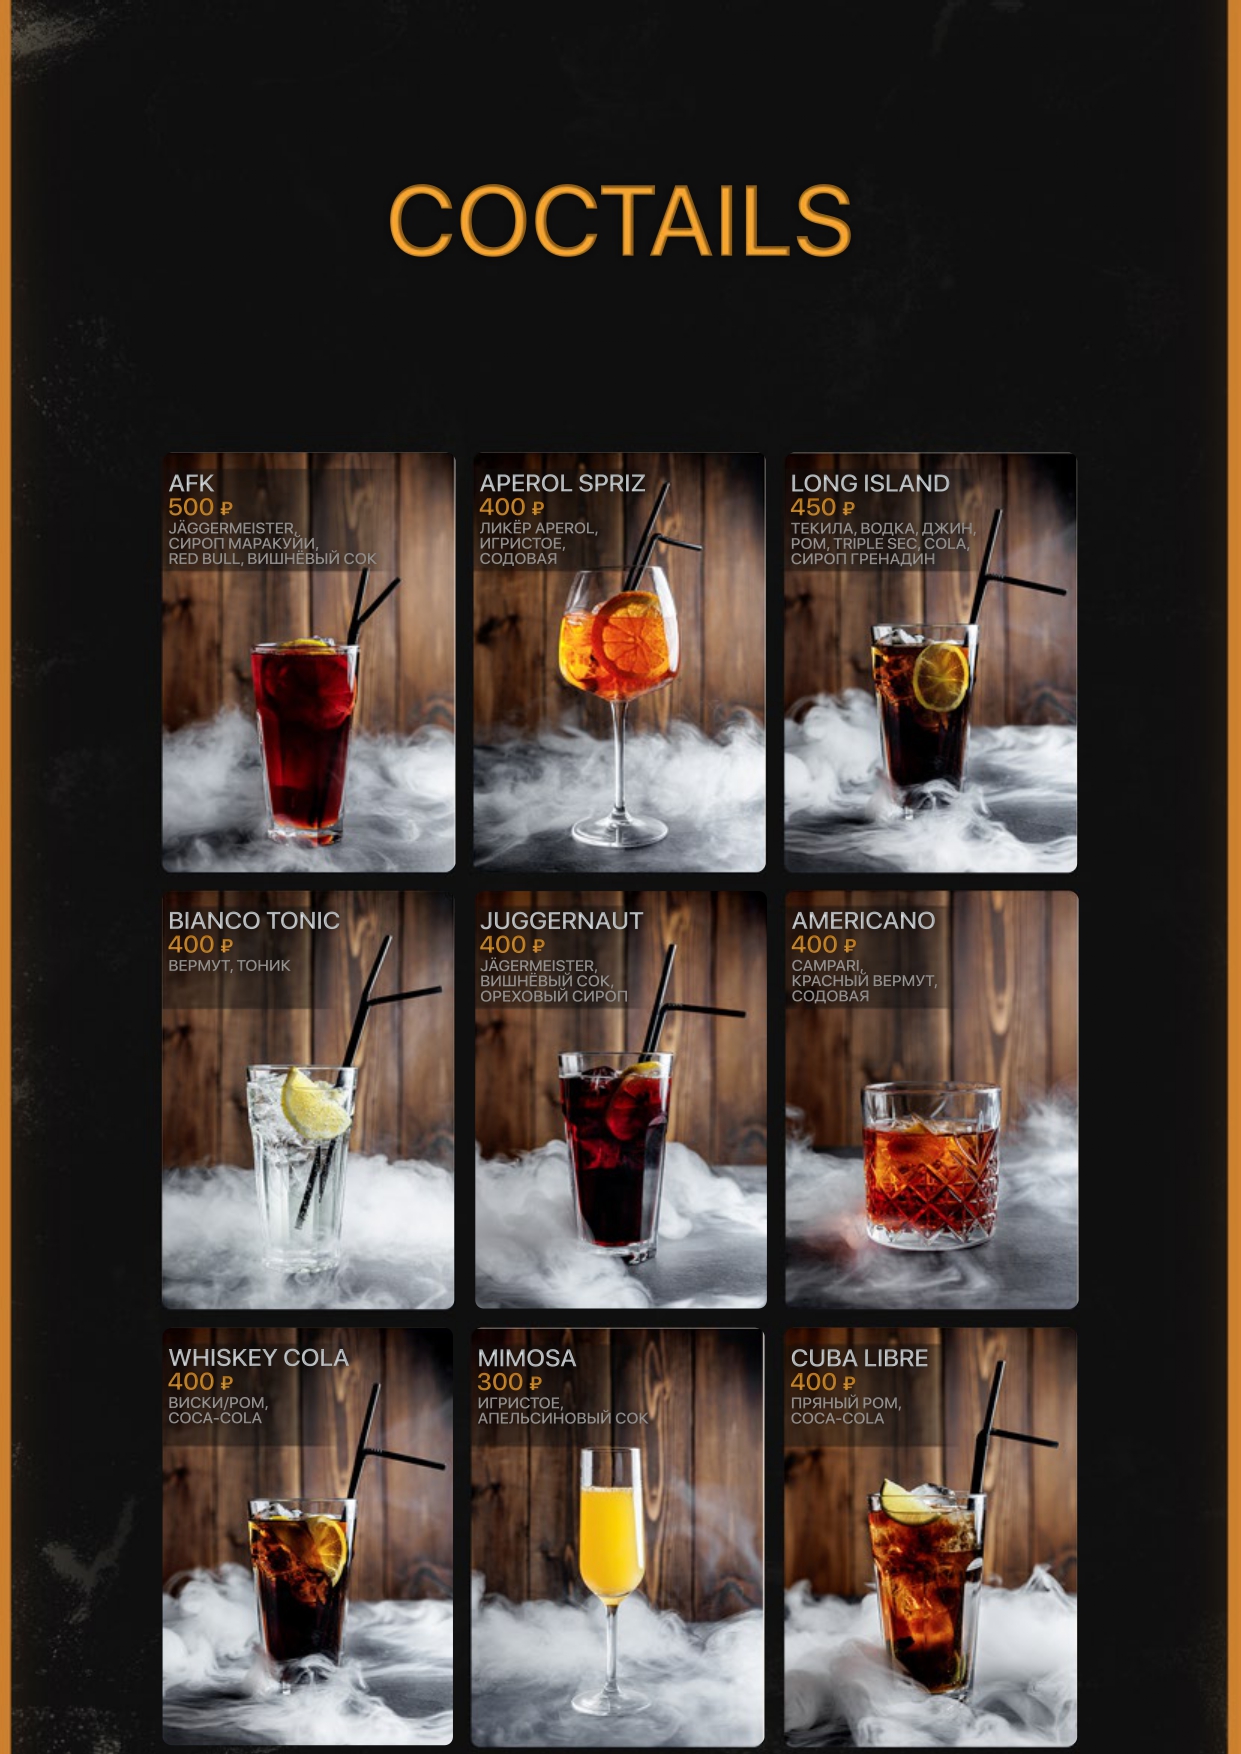 COCTAILS
AFK
500 ₽
JÄGGERMEISTER,
СИРОП МАРАКУЙИ,
RED BULL, ВИШНЁВЫЙ СОК
APEROL SPRIZ
400 ₽
ЛИКЁР APEROL,
ИГРИСТОЕ,
СОДОВАЯ
LONG ISLAND
450 ₽
ТЕКИЛА, ВОДКА, ДЖИН,
РОМ, TRIPLE SEC, COLA,
СИРОП ГРЕНАДИН
BIANCO TONIC
400 ₽
ВЕРМУТ, ТОНИК
JUGGERNAUT
400 ₽
JÄGERMEISTER,
ВИШНЁВЫЙ СОК,
ОРЕХОВЫЙ СИРОП
AMERICANO
400 ₽
CAMPARI,
КРАСНЫЙ ВЕРМУТ,
СОДОВАЯ
WHISKEY COLA
400 ₽
ВИСКИ/РОМ,
COCA-COLA
MIMOSA
300 ₽
ИГРИСТОЕ,
АПЕЛЬСИНОВЫЙ СОК
CUBA LIBRE
400 ₽
ПРЯНЫЙ РОМ,
COCA-COLA